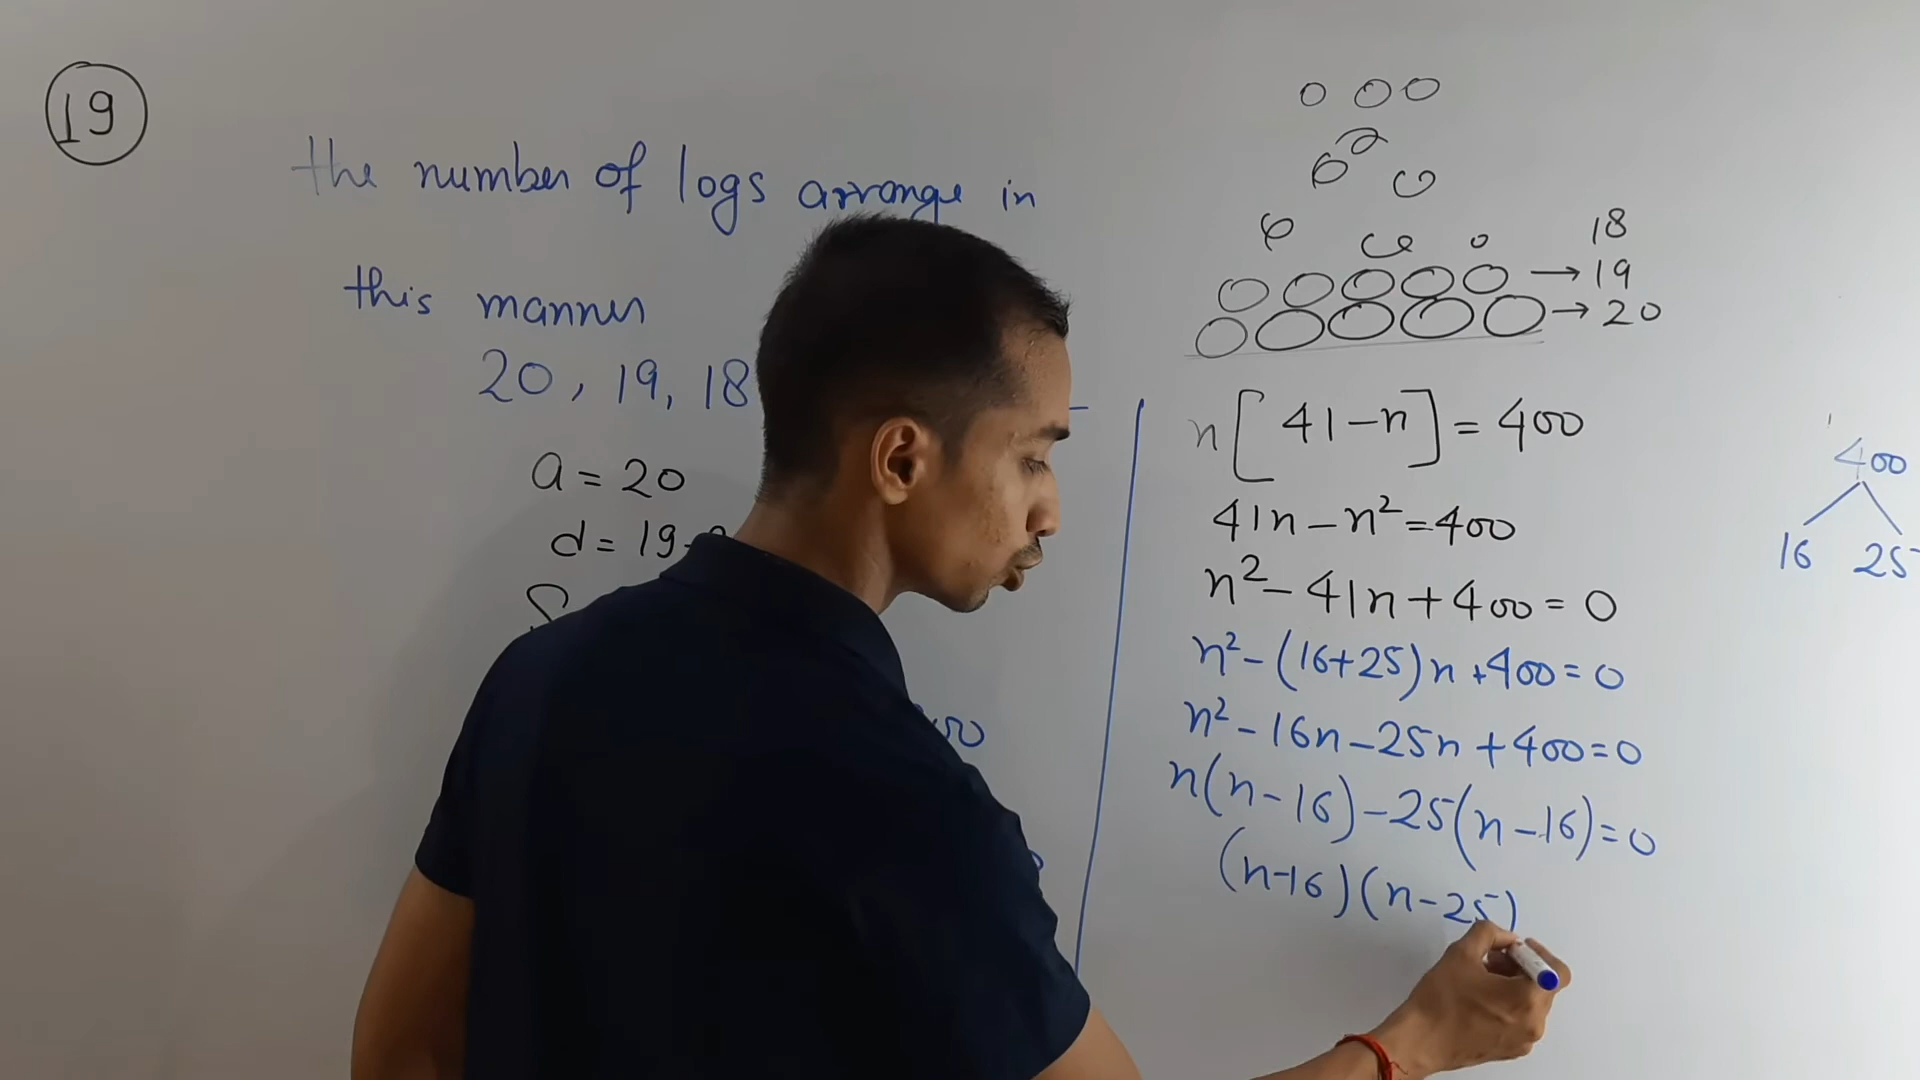 19
the number of logs arrange in
this manner
20, 19, 18
a = 20
d = 19-
S
18
→ 19
→ 20
n[41-n] = 400
41n - n² = 400
n² - 41n + 400 = 0
n² - (16+25)n + 400 = 0
n² - 16n - 25n + 400 = 0
n(n-16) - 25(n-16) = 0
(n-16)(n-25)
400
16 25